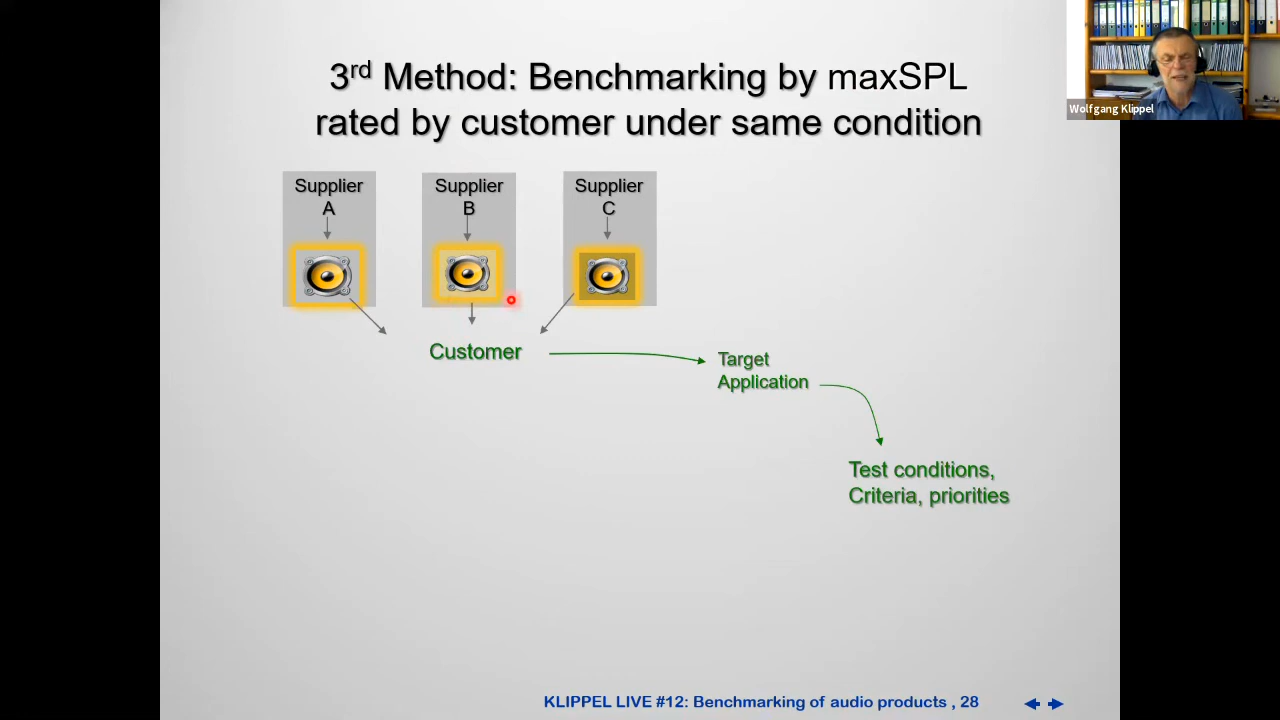 3rd Method: Benchmarking by maxSPL
rated by customer under same condition
Wolfgang Klippel
Supplier
A
Supplier
B
Supplier
C
Customer
Target
Application
Test conditions,
Criteria, priorities
KLIPPEL LIVE #12: Benchmarking of audio products , 28